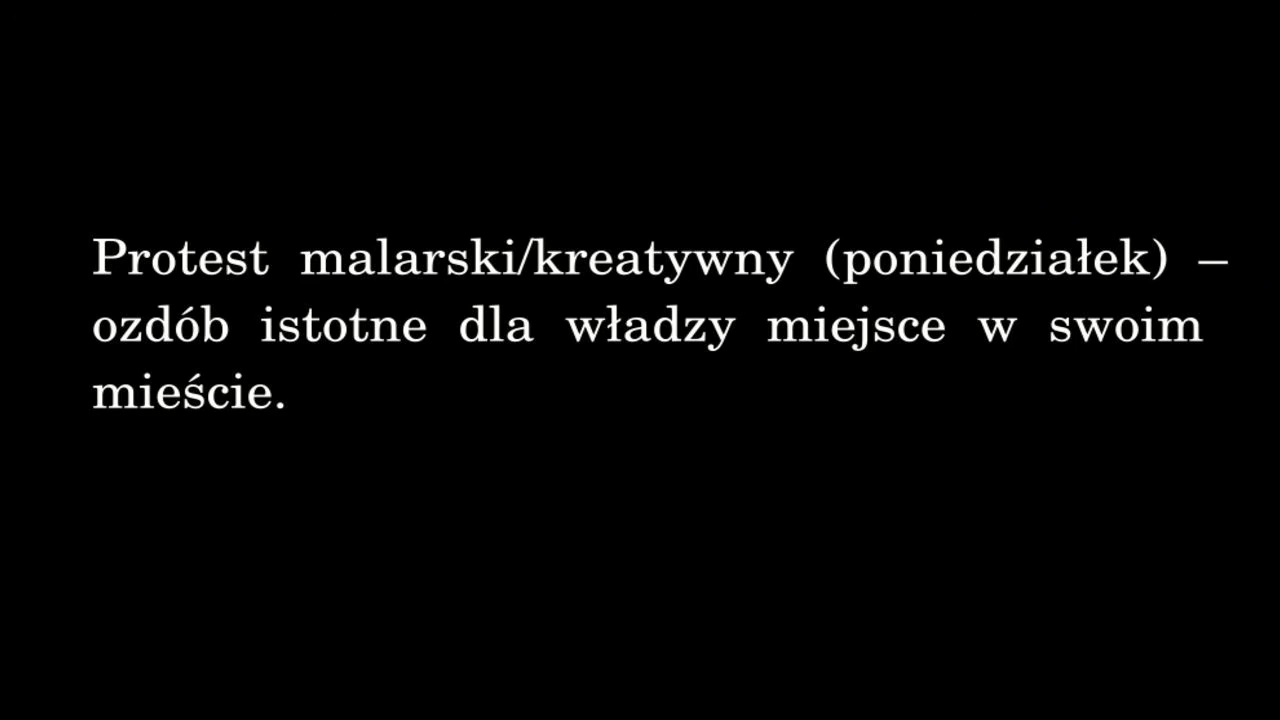 Protest malarski/kreatywny (poniedziałek) –
ozdób istotne dla władzy miejsce w swoim
mieście.